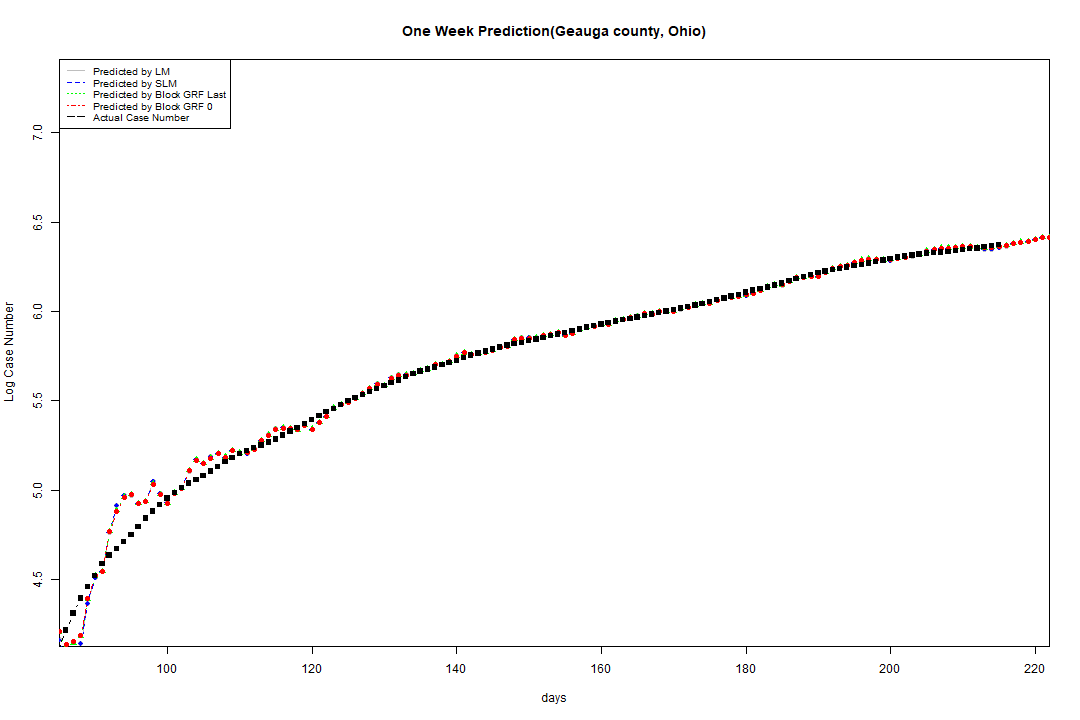 One Week Prediction(Geauga county, Ohio)
Predicted by LM
Predicted by SLM
Predicted by Block GRF Last
Predicted by Block GRF 0
Actual Case Number
7.0
6.5
6.0
5.5
5.0
4.5
Log Case Number
100 120 140 160 180 200 220
days